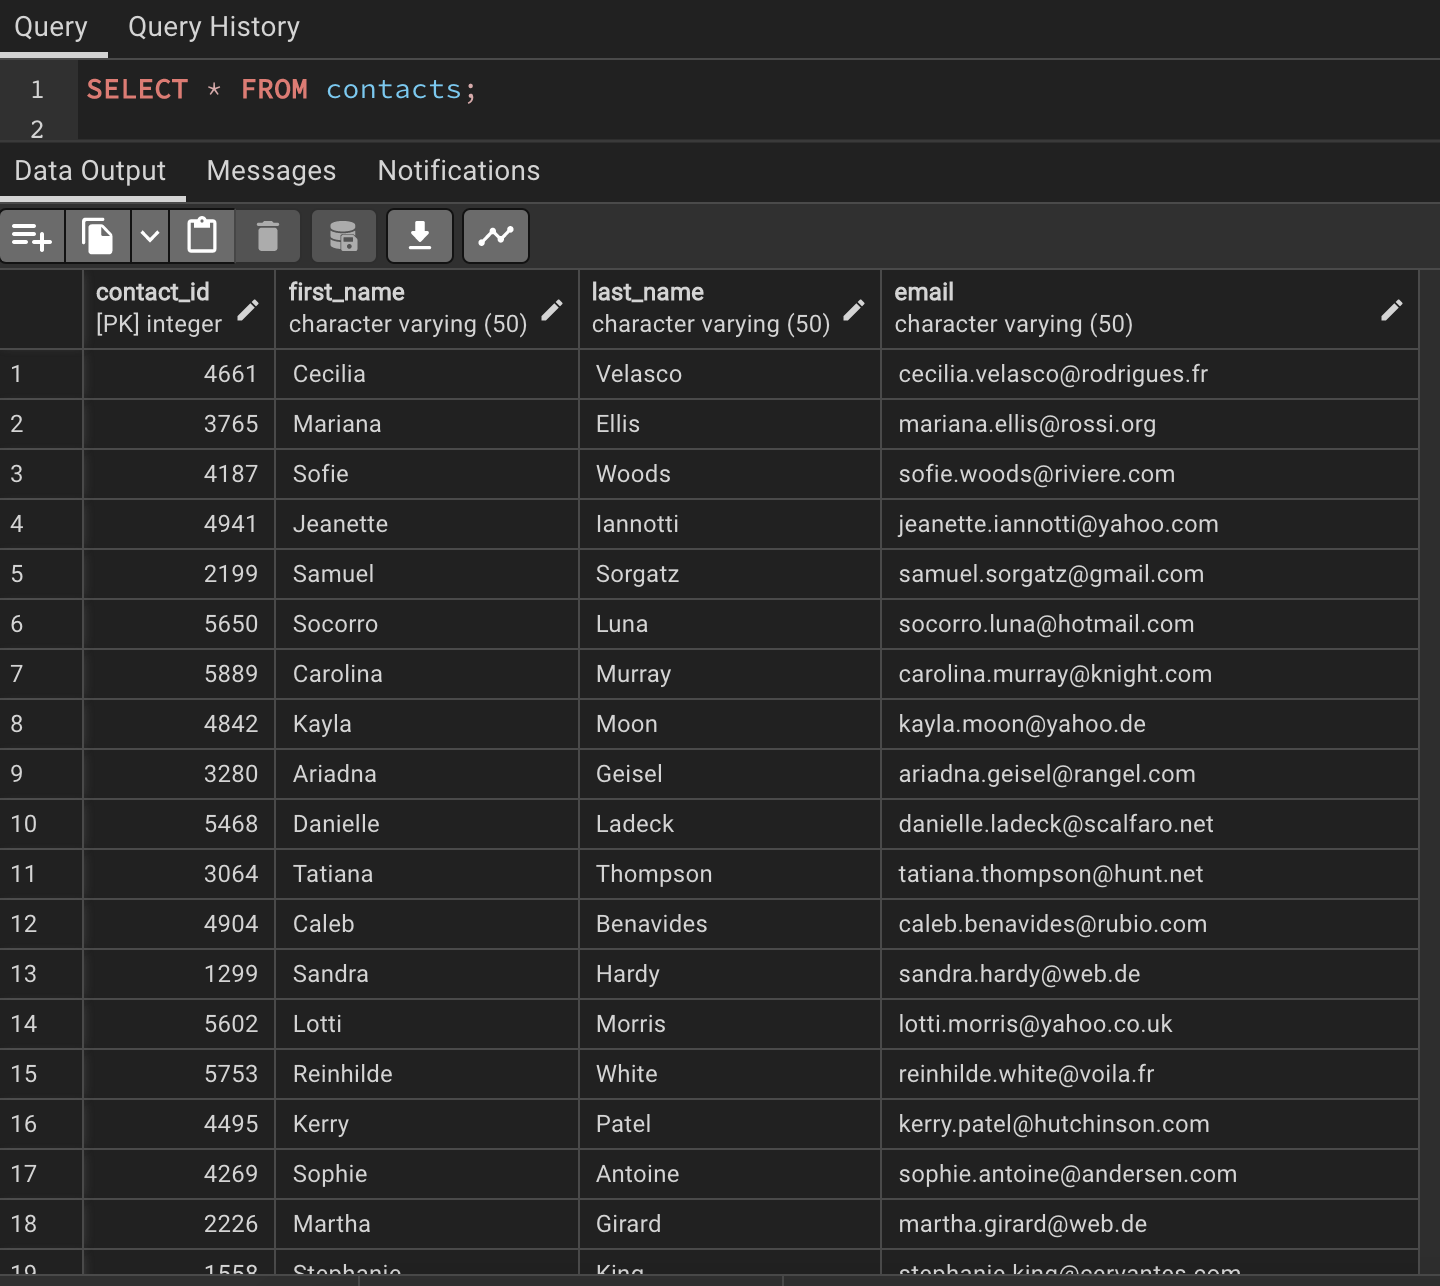 Query Query History
1 SELECT * FROM contacts;
2
Data Output Messages Notifications
contact_id first_name last_name email
[PK] integer character varying (50) character varying (50) character varying (50)
1 4661 Cecilia Velasco cecilia.velasco@rodrigues.fr
2 3765 Mariana Ellis mariana.ellis@rossi.org
3 4187 Sofie Woods sofie.woods@riviere.com
4 4941 Jeanette Iannotti jeanette.iannotti@yahoo.com
5 2199 Samuel Sorgatz samuel.sorgatz@gmail.com
6 5650 Socorro Luna socorro.luna@hotmail.com
7 5889 Carolina Murray carolina.murray@knight.com
8 4842 Kayla Moon kayla.moon@yahoo.de
9 3280 Ariadna Geisel ariadna.geisel@rangel.com
10 5468 Danielle Ladeck danielle.ladeck@scalfaro.net
11 3064 Tatiana Thompson tatiana.thompson@hunt.net
12 4904 Caleb Benavides caleb.benavides@rubio.com
13 1299 Sandra Hardy sandra.hardy@web.de
14 5602 Lotti Morris lotti.morris@yahoo.co.uk
15 5753 Reinhilde White reinhilde.white@voila.fr
16 4495 Kerry Patel kerry.patel@hutchinson.com
17 4269 Sophie Antoine sophie.antoine@andersen.com
18 2226 Martha Girard martha.girard@web.de
19 1558 Stephanie King stephanie.king@cervantes.com